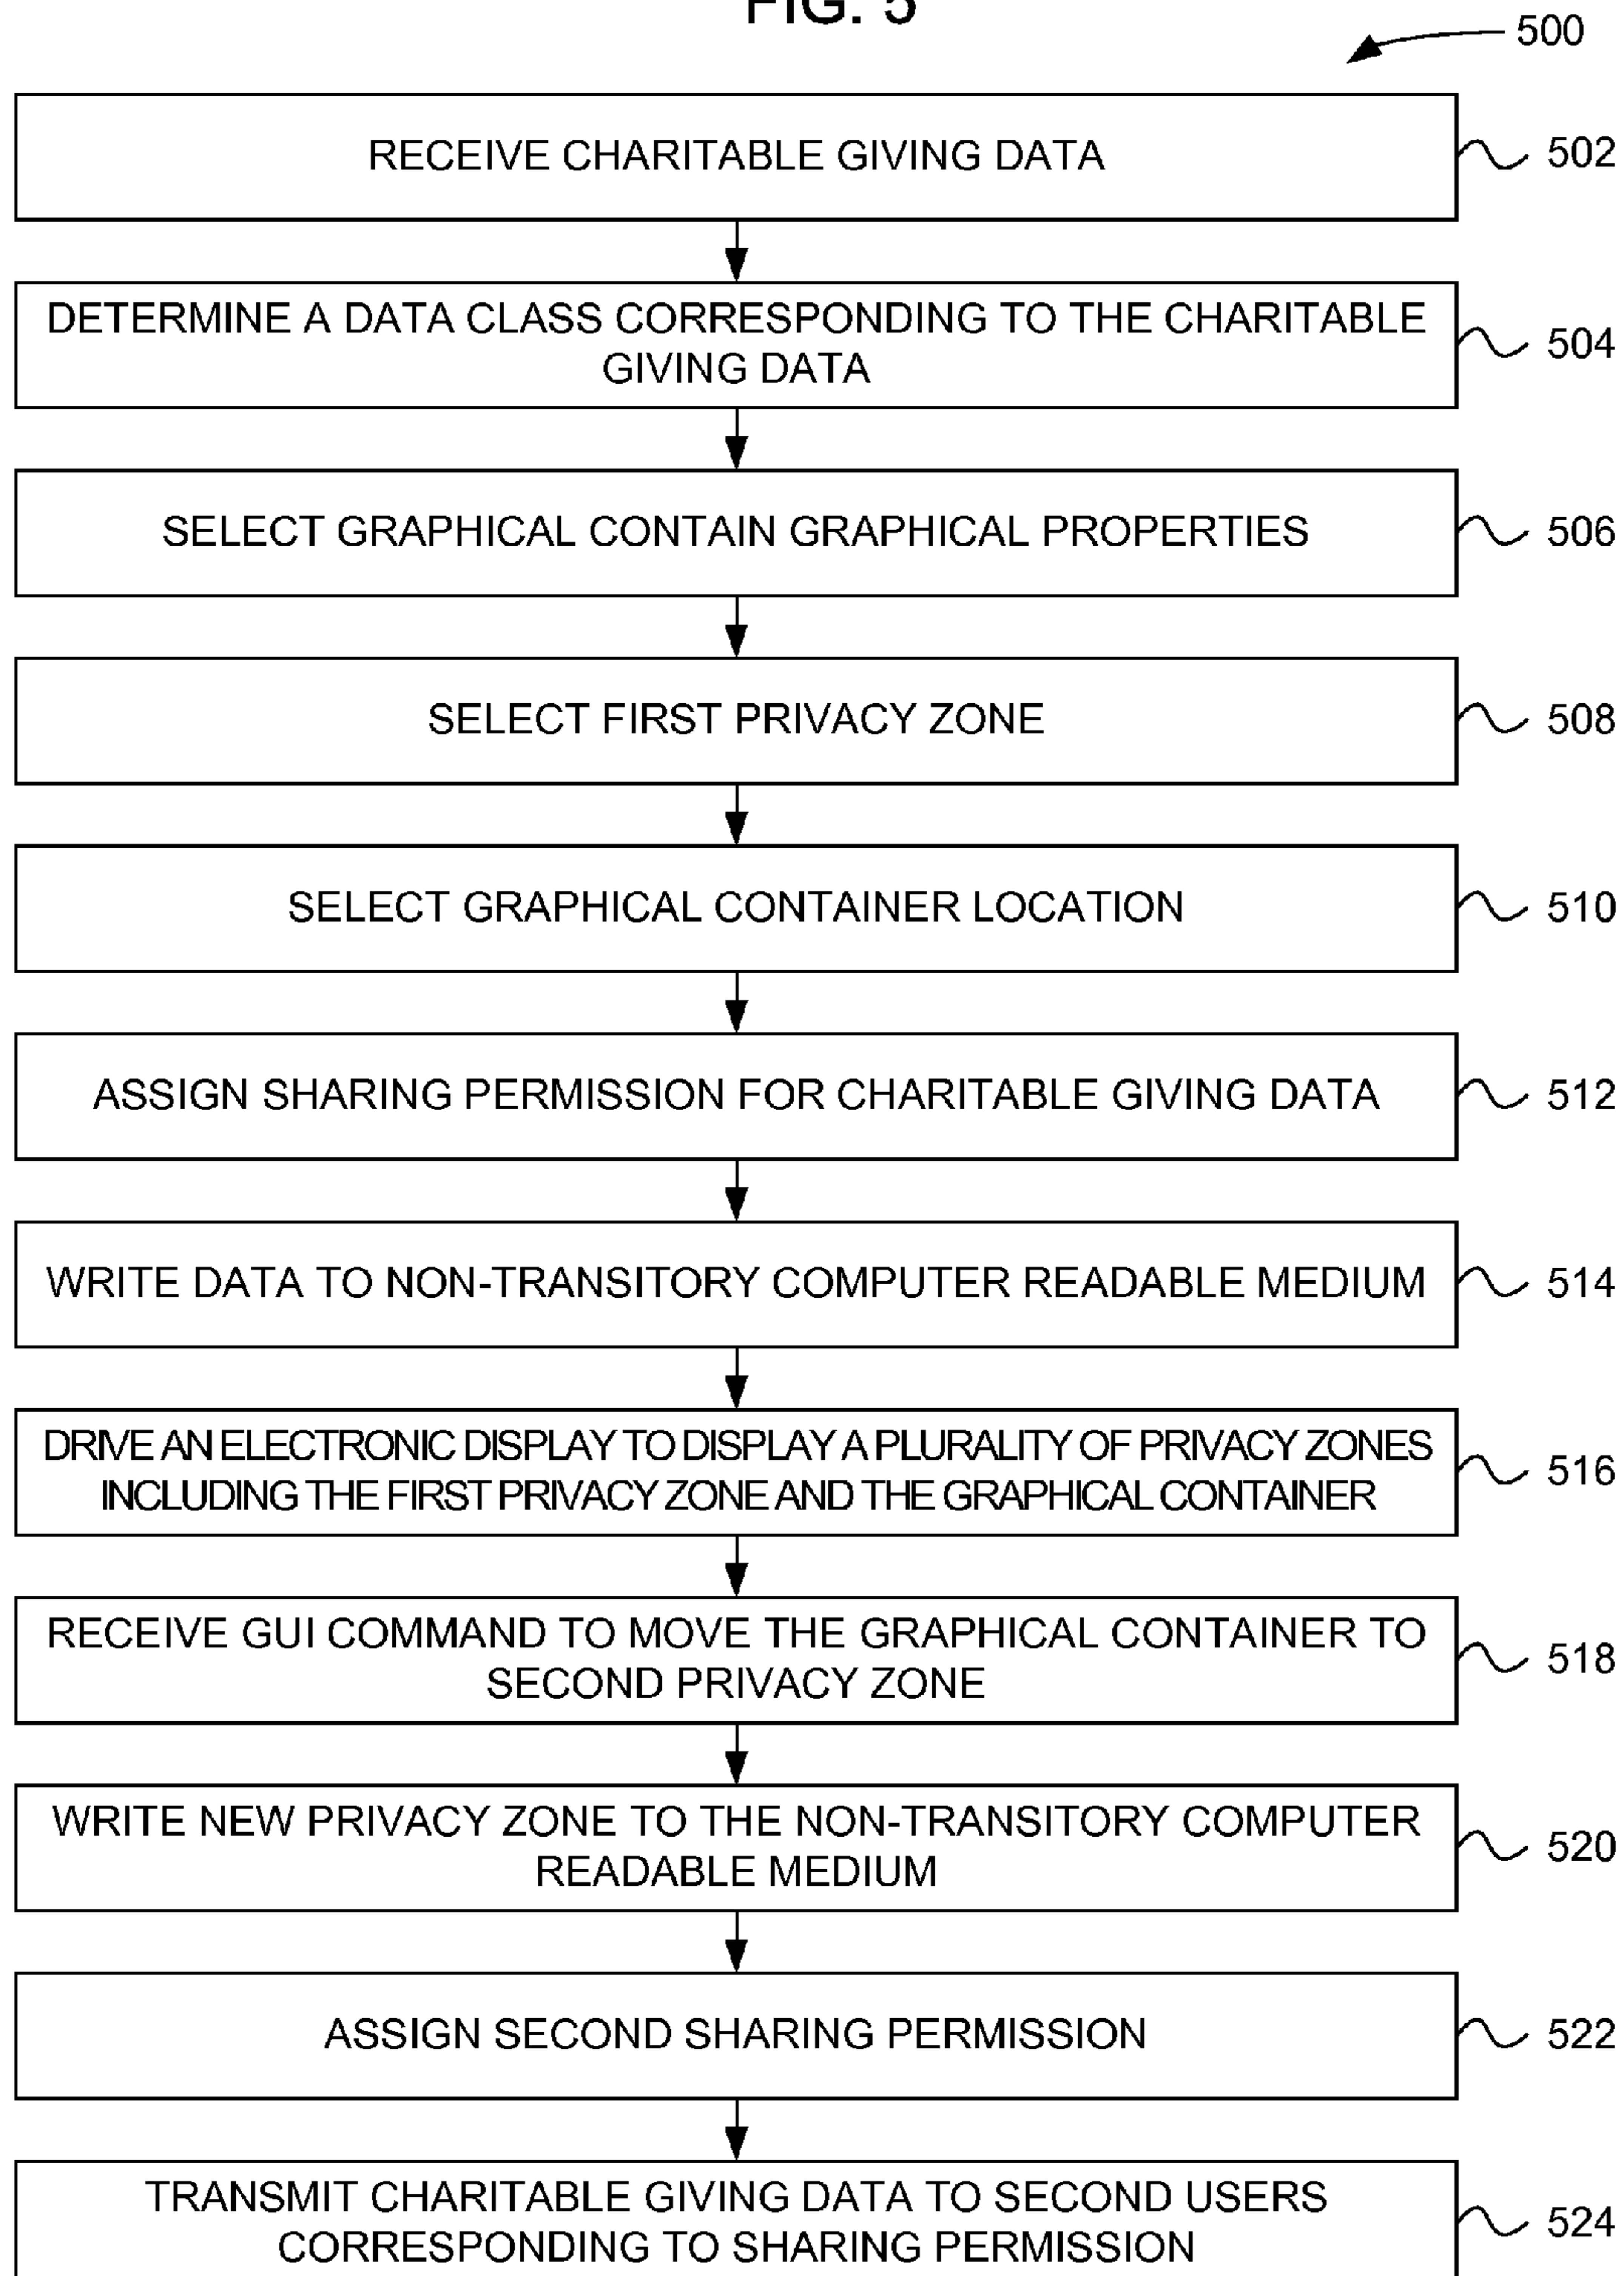 FIG. 5
500
RECEIVE CHARITABLE GIVING DATA
502
DETERMINE A DATA CLASS CORRESPONDING TO THE CHARITABLE
GIVING DATA
504
SELECT GRAPHICAL CONTAIN GRAPHICAL PROPERTIES
506
SELECT FIRST PRIVACY ZONE
508
SELECT GRAPHICAL CONTAINER LOCATION
510
ASSIGN SHARING PERMISSION FOR CHARITABLE GIVING DATA
512
WRITE DATA TO NON-TRANSITORY COMPUTER READABLE MEDIUM
514
DRIVE AN ELECTRONIC DISPLAY TO DISPLAY A PLURALITY OF PRIVACY ZONES
INCLUDING THE FIRST PRIVACY ZONE AND THE GRAPHICAL CONTAINER
516
RECEIVE GUI COMMAND TO MOVE THE GRAPHICAL CONTAINER TO
SECOND PRIVACY ZONE
518
WRITE NEW PRIVACY ZONE TO THE NON-TRANSITORY COMPUTER
READABLE MEDIUM
520
ASSIGN SECOND SHARING PERMISSION
522
TRANSMIT CHARITABLE GIVING DATA TO SECOND USERS
CORRESPONDING TO SHARING PERMISSION
524